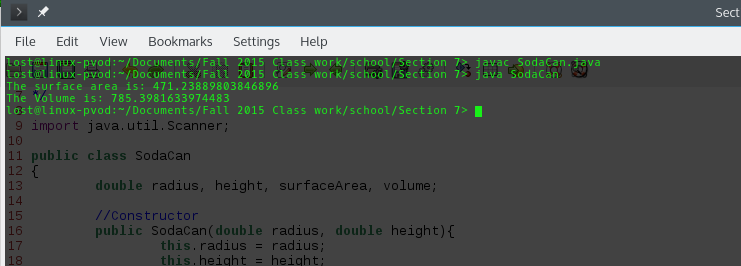 Sect
File Edit View Bookmarks Settings Help
lost@linux-pvod:~/Documents/Fall 2015 Class work/school/Section 7> javac SodaCan.java
lost@linux-pvod:~/Documents/Fall 2015 Class work/school/Section 7> java SodaCan
The surface area is: 471.23889803846896
The Volume is: 785.3981633974483
lost@linux-pvod:~/Documents/Fall 2015 Class work/school/Section 7>
9 import java.util.Scanner;
10
11 public class SodaCan
12 {
13 double radius, height, surfaceArea, volume;
14
15 //Constructor
16 public SodaCan(double radius, double height){
17 this.radius = radius;
18 this.height = height;